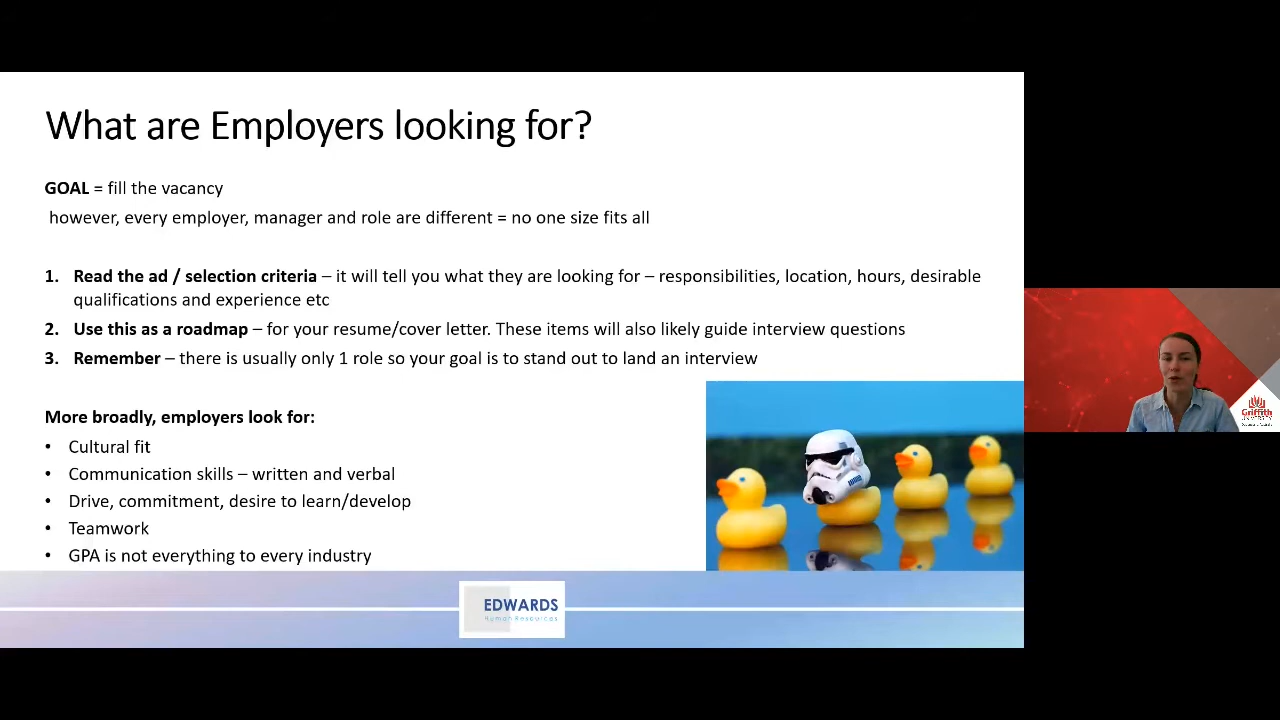 What are Employers looking for?
GOAL = fill the vacancy
however, every employer, manager and role are different = no one size fits all
1. Read the ad / selection criteria – it will tell you what they are looking for – responsibilities, location, hours, desirable
qualifications and experience etc
2. Use this as a roadmap – for your resume/cover letter. These items will also likely guide interview questions
3. Remember – there is usually only 1 role so your goal is to stand out to land an interview
More broadly, employers look for:
• Cultural fit
• Communication skills – written and verbal
• Drive, commitment, desire to learn/develop
• Teamwork
• GPA is not everything to every industry
EDWARDS
Human Resources
Griffith
UNIVERSITY